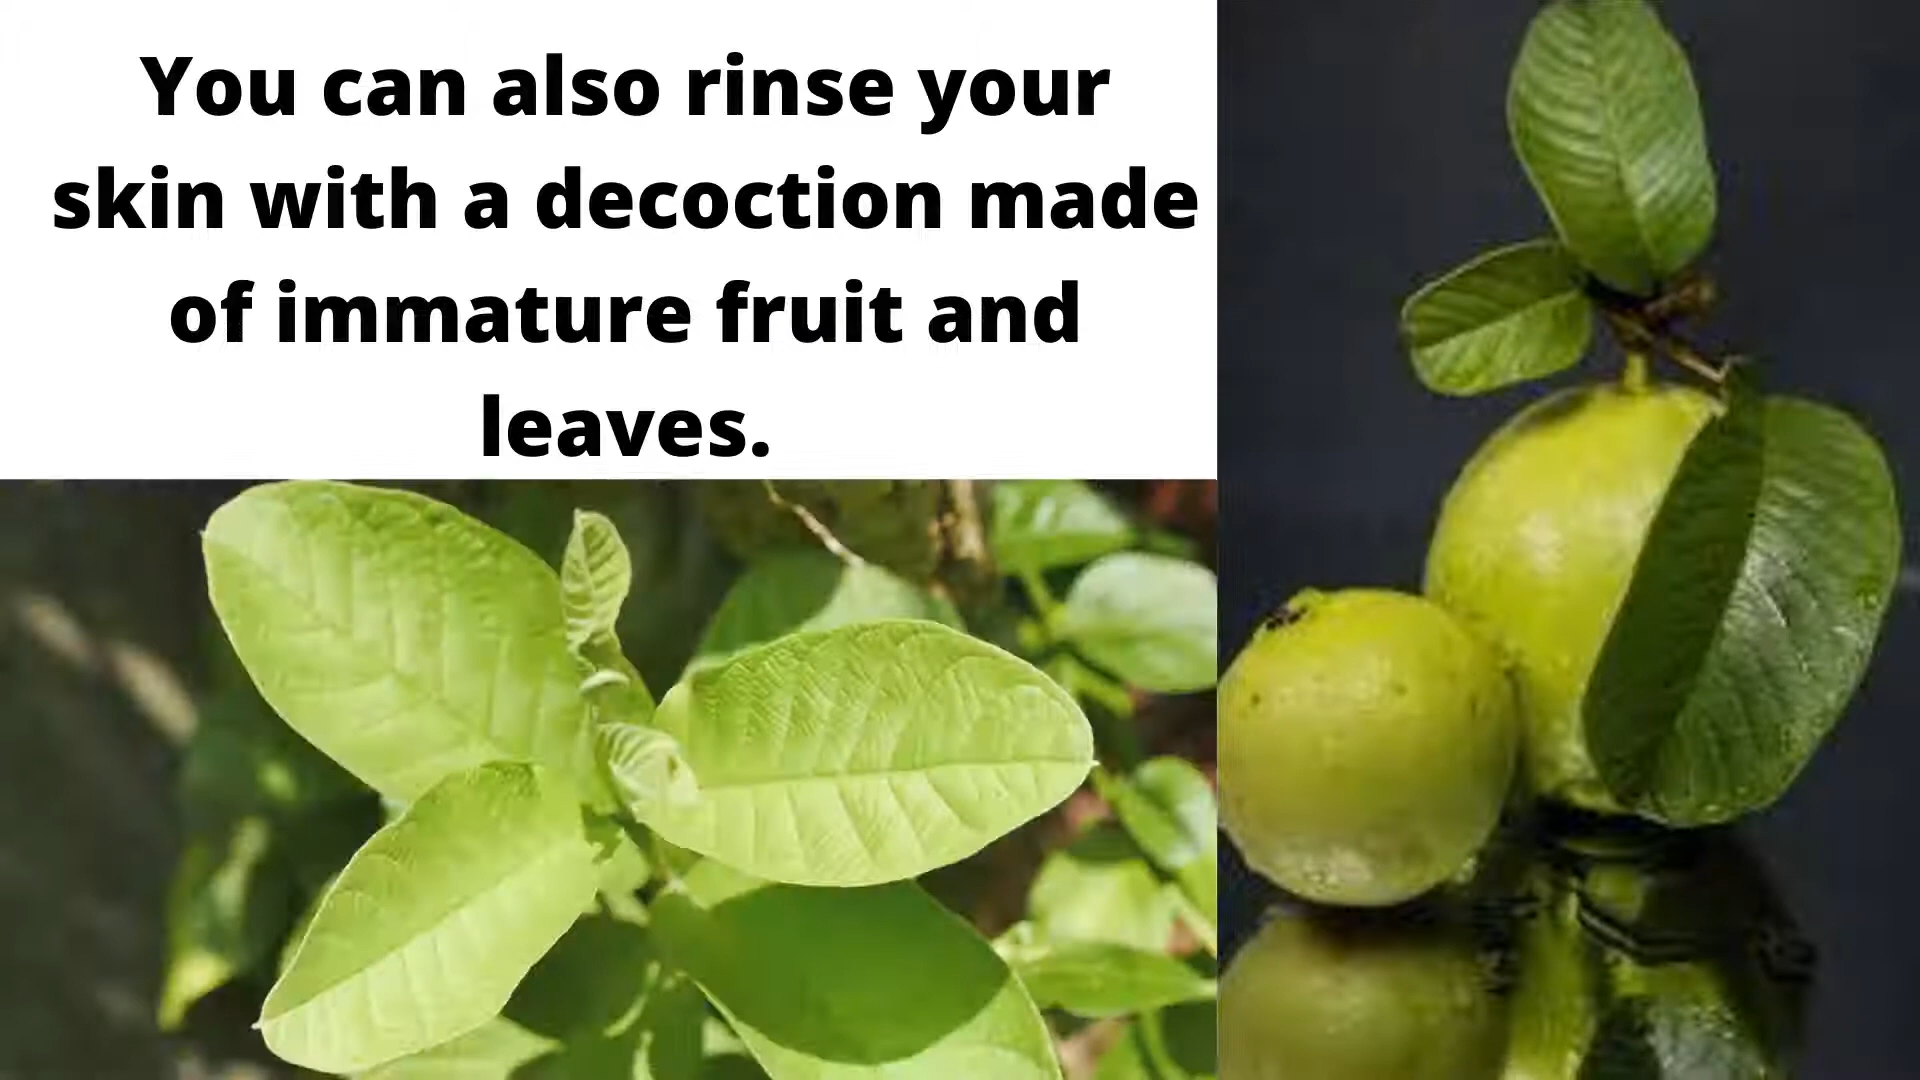 You can also rinse your
skin with a decoction made
of immature fruit and
leaves.